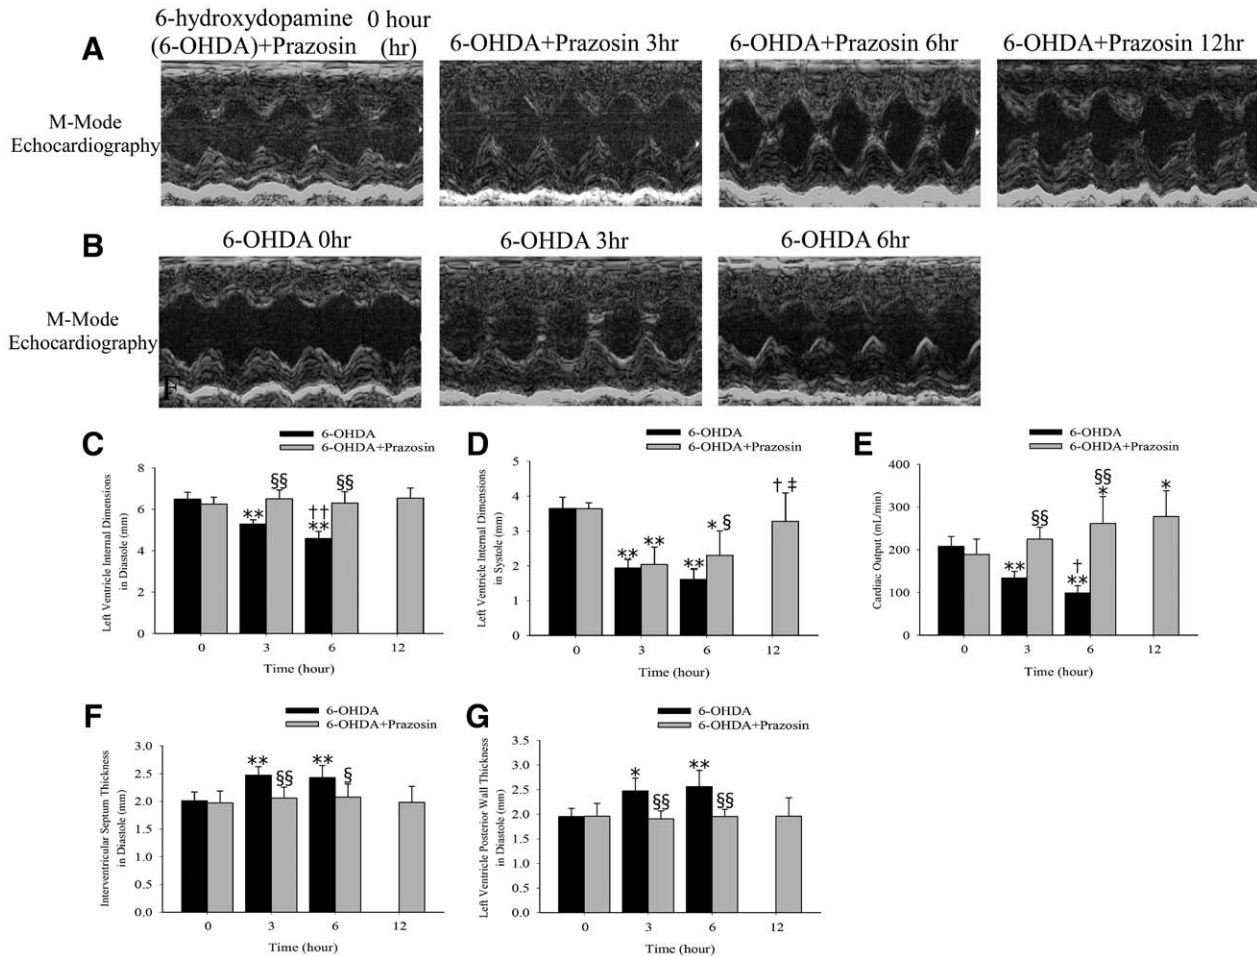 A
6-hydroxydopamine 0 hour
(6-OHDA)+Prazosin (hr)
6-OHDA+Prazosin 3hr
6-OHDA+Prazosin 6hr
6-OHDA+Prazosin 12hr
M-Mode
Echocardiography
B
6-OHDA 0hr
6-OHDA 3hr
6-OHDA 6hr
M-Mode
Echocardiography
F
C
6-OHDA
6-OHDA+Prazosin
Left Ventricle Internal Dimensions
in Diastole (mm)
8
6
4
2
0
**
§§
††
**
§§
0 3 6 12
Time (hour)
D
6-OHDA
6-OHDA+Prazosin
Left Ventricle Internal Dimensions
in Systole (mm)
5
4
3
2
1
0
** **
** * §
† ‡
0 3 6 12
Time (hour)
E
6-OHDA
6-OHDA+Prazosin
Cardiac Output (mL/min)
400
300
200
100
0
**
§§
†
**
§§
*
*
0 3 6 12
Time (hour)
F
6-OHDA
6-OHDA+Prazosin
Interventricular Septum Thickness
in Diastole (mm)
3.0
2.5
2.0
1.5
1.0
0.5
0.0
**
§§
**
§
0 3 6 12
Time (hour)
G
6-OHDA
6-OHDA+Prazosin
Left Ventricle Posterior Wall Thickness
in Diastole (mm)
3.5
3.0
2.5
2.0
1.5
1.0
0.5
0.0
*
§§
**
§§
0 3 6 12
Time (hour)